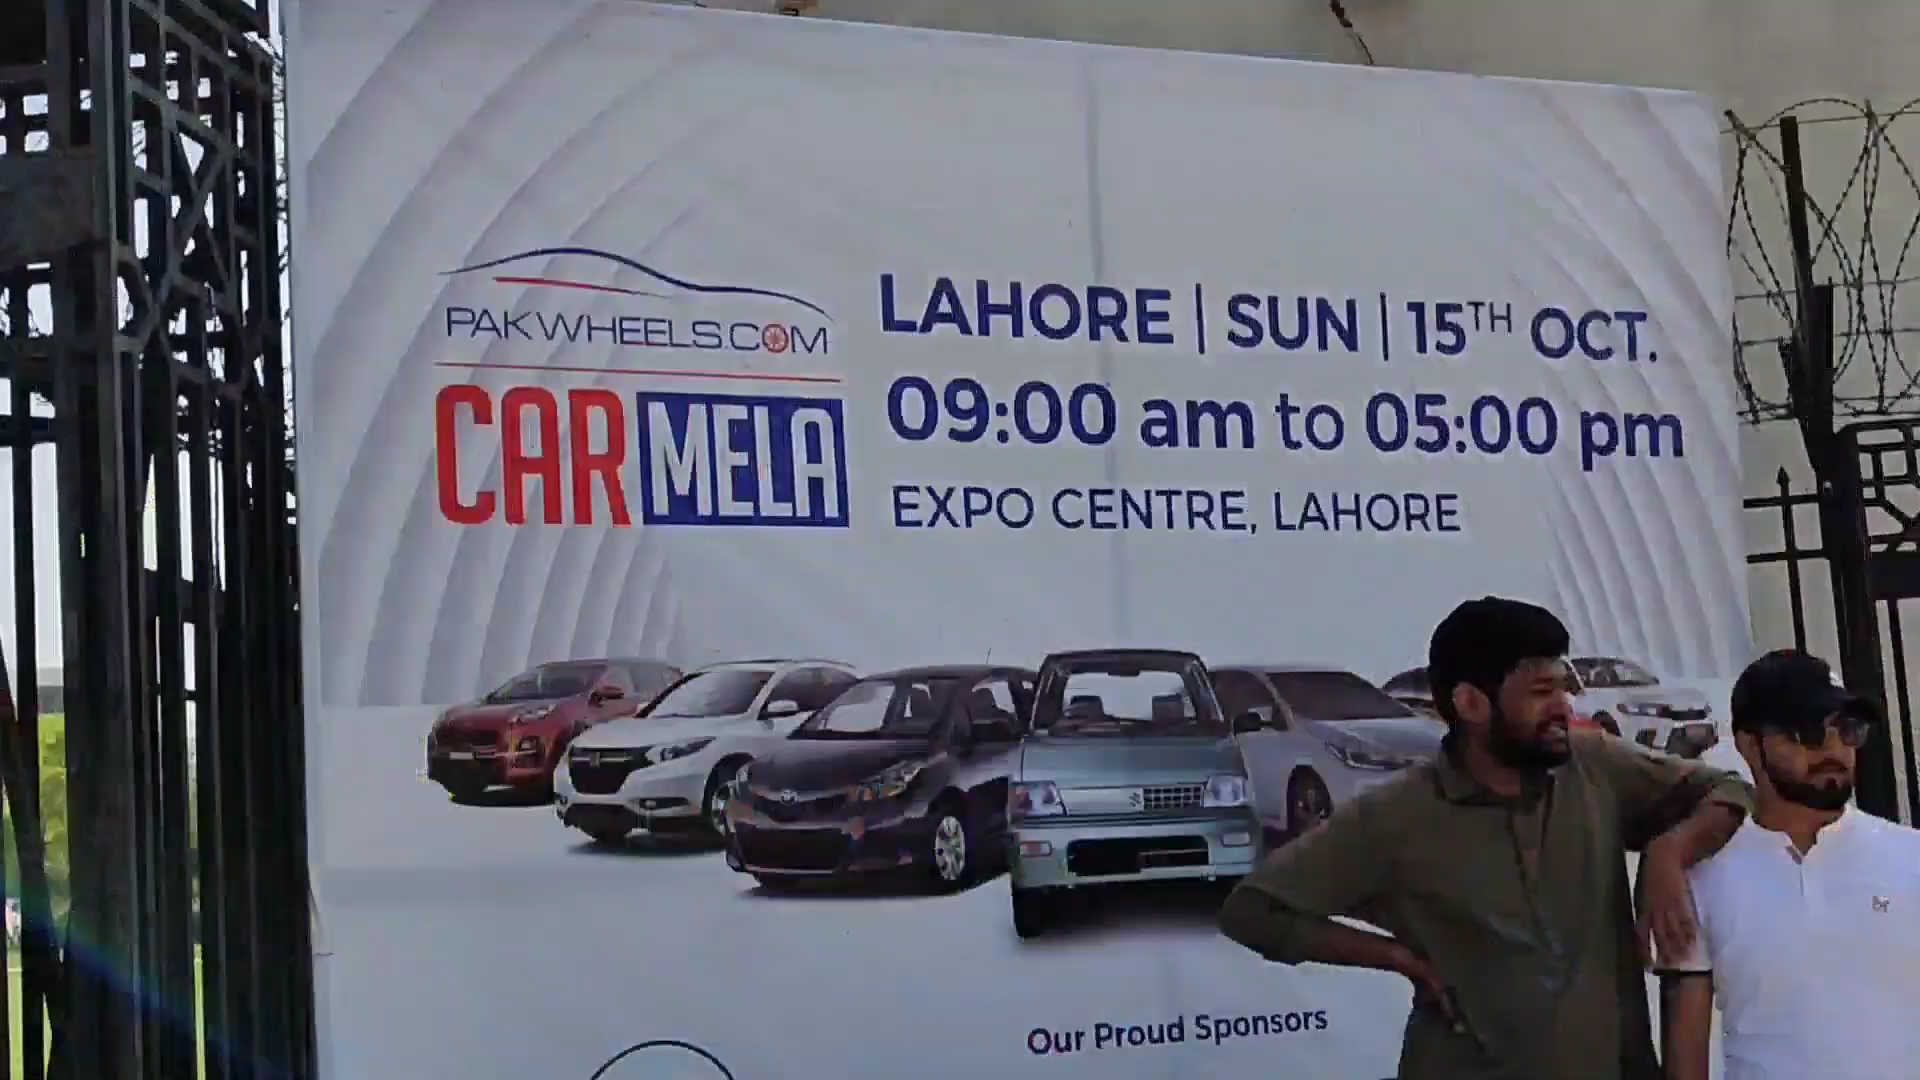 PAKWHEELS.COM
CAR MELA
LAHORE | SUN | 15TH OCT.
09:00 am to 05:00 pm
EXPO CENTRE, LAHORE
Our Proud Sponsors